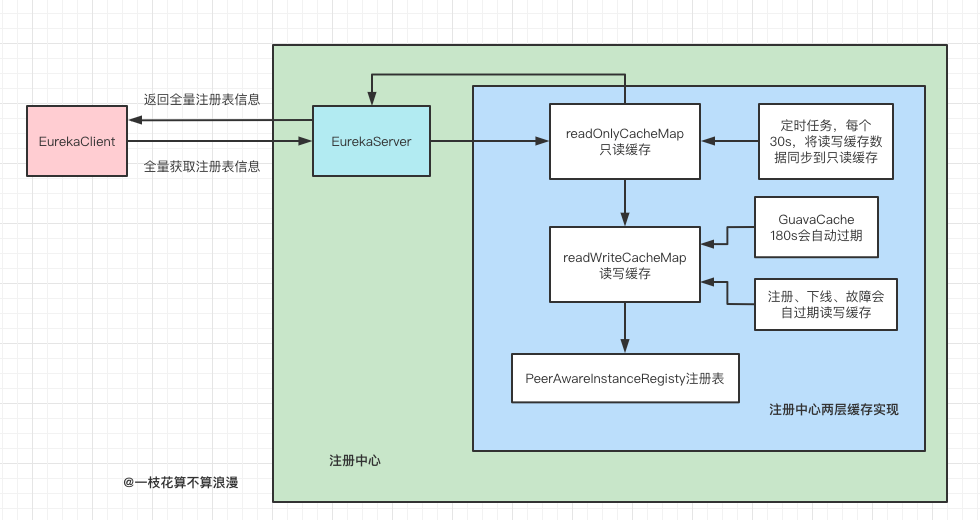 返回全量注册表信息
EurekaClient
全量获取注册表信息
EurekaServer
readOnlyCacheMap
只读缓存
定时任务，每个
30s，将读写缓存数
据同步到只读缓存
readWriteCacheMap
读写缓存
GuavaCache
180s会自动过期
注册、下线、故障会
自过期读写缓存
PeerAwareInstanceRegisty注册表
注册中心两层缓存实现
注册中心
@一枝花算不算浪漫